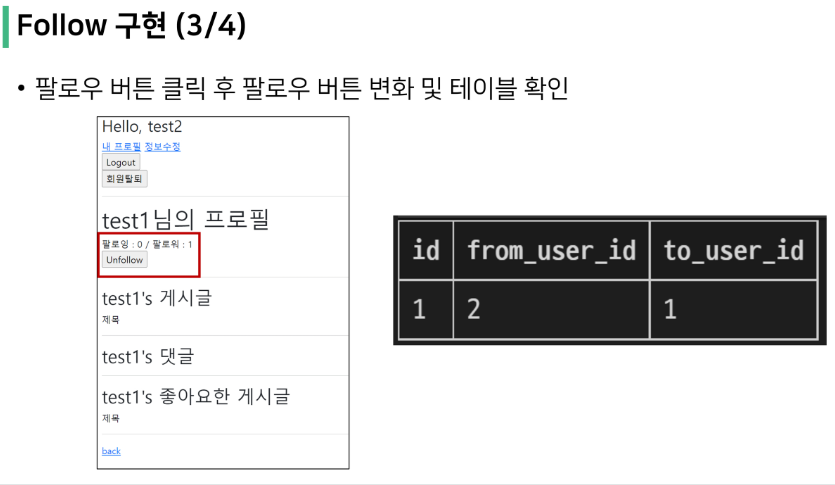 Follow 구현 (3/4)
• 팔로우 버튼 클릭 후 팔로우 버튼 변화 및 테이블 확인
Hello, test2
내 프로필 정보수정
Logout
회원탈퇴
test1님의 프로필
팔로잉 : 0 / 팔로워 : 1
Unfollow
test1's 게시글
제목
test1's 댓글
test1's 좋아요한 게시글
제목
back
id from_user_id to_user_id
1 2 1